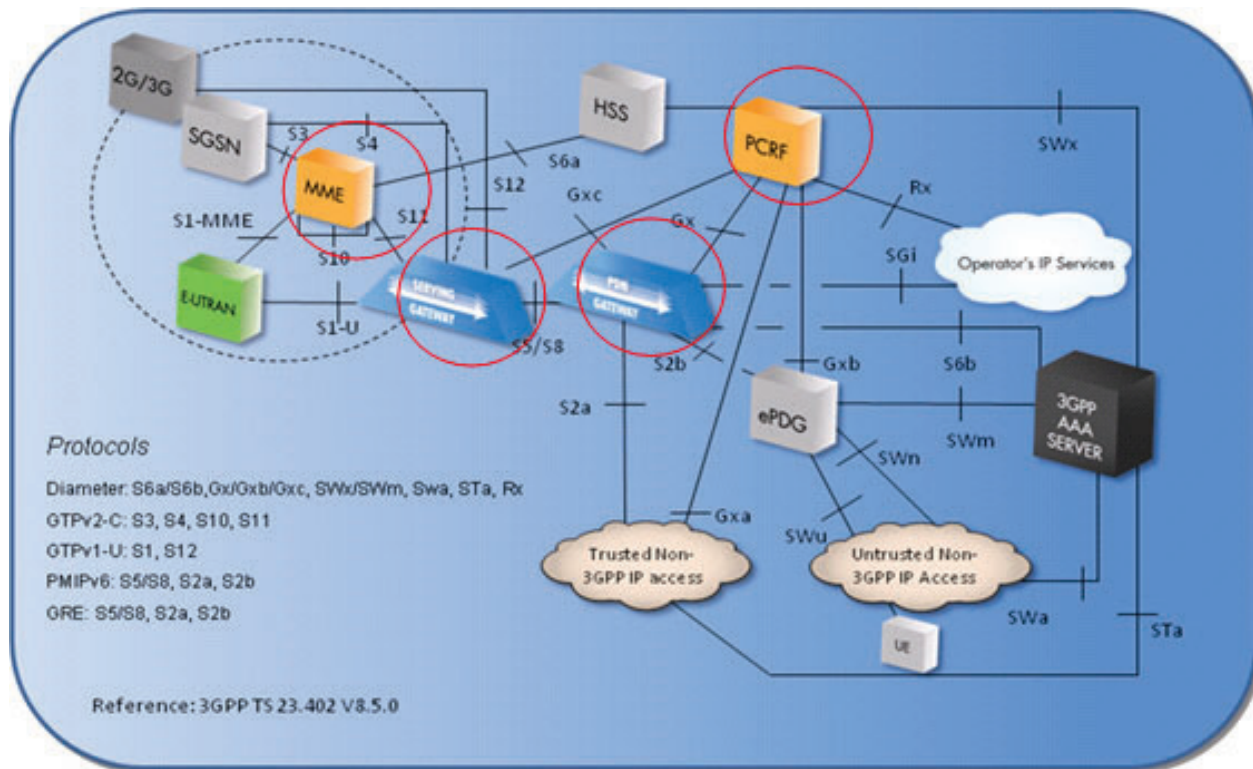 2G/3G
SGSN
HSS
PCRF
SWx
S3
S4
S6a
MME
S12
Gxc
Rx
S1-MME
S11
Gx
S10
SGi
Operator's IP Services
E-UTRAN
SERVING
GATEWAY
PDN
GATEWAY
S1-U
S5/S8
S2b
Gxb
S6b
S2a
ePDG
3GPP
AAA
SERVER
SWm
SWn
Protocols
Diameter: S6a/S6b,Gx/Gxb/Gxc, SWx/SWm, Swa, STa, Rx
GTPv2-C: S3, S4, S10, S11
GTPv1-U: S1, S12
PMIPv6: S5/S8, S2a, S2b
GRE: S5/S8, S2a, S2b
Gxa
SWu
Trusted Non-
3GPP IP access
Untrusted Non-
3GPP IP Access
SWa
STa
UE
Reference: 3GPP TS 23.402 V8.5.0